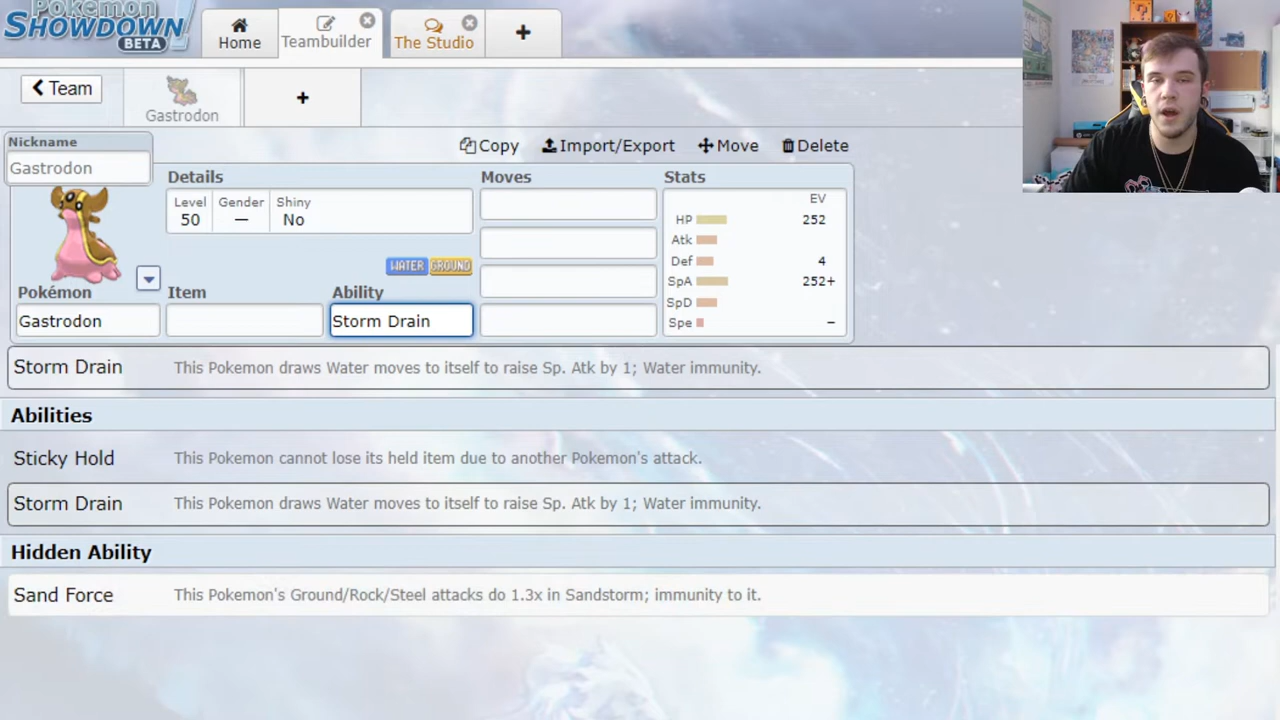 Pokémon
SHOWDOWN!
BETA
Home
Teambuilder
The Studio
+
Team
Gastrodon
+
Nickname
Gastrodon
Copy
Import/Export
Move
Delete
Details
Level
50
Gender
—
Shiny
No
WATER GROUND
Pokémon
Gastrodon
Item
Ability
Storm Drain
Moves
Stats
EV
HP 252
Atk
Def 4
SpA 252+
SpD
Spe −
Storm Drain This Pokemon draws Water moves to itself to raise Sp. Atk by 1; Water immunity.
Abilities
Sticky Hold This Pokemon cannot lose its held item due to another Pokemon's attack.
Storm Drain This Pokemon draws Water moves to itself to raise Sp. Atk by 1; Water immunity.
Hidden Ability
Sand Force This Pokemon's Ground/Rock/Steel attacks do 1.3x in Sandstorm; immunity to it.